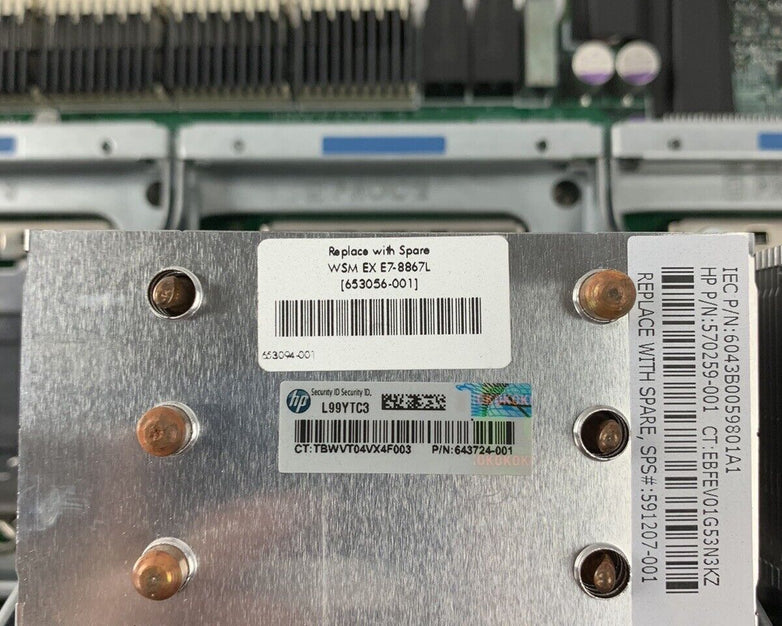 Replace with Spare
WSM EX E7-8867L
[653056-001]
653094-001
hp
Security ID Security ID.
L99YTC3
CT:TBWVT04VX4F003 P/N:643724-001
IEC P/N:6043B0059801A1
HP P/N:570259-001 CT:EBFEV01G53N3KZ
REPLACE WITH SPARE, SPS#:591207-001